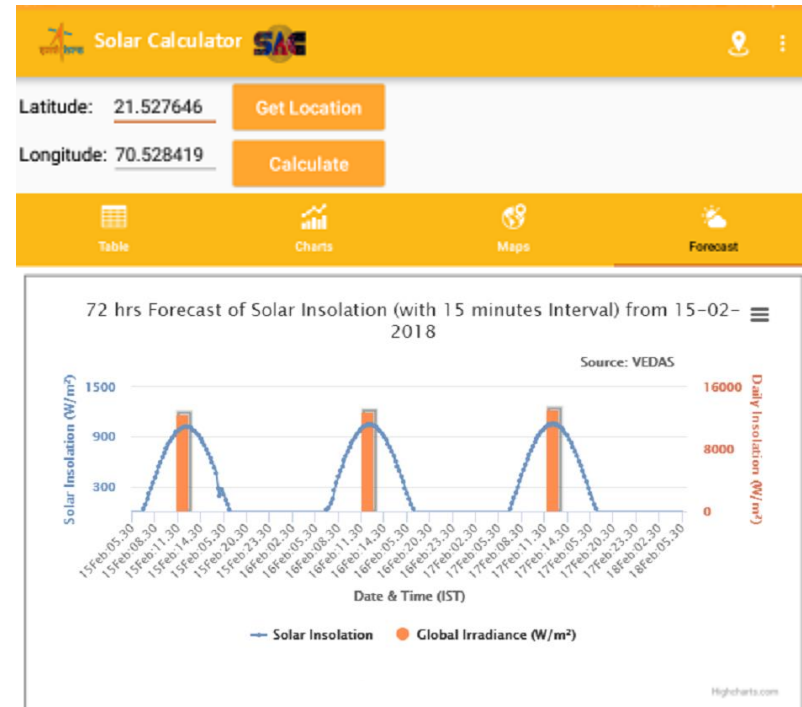 Solar Calculator
SAC
Latitude: 21.527646 Get Location
Longitude: 70.528419 Calculate
Table Charts Maps Forecast
72 hrs Forecast of Solar Insolation (with 15 minutes Interval) from 15-02-
2018
Source: VEDAS
Solar Insolation (W/m²)
1500
900
300
16000
8000
0
Daily Insolation (W/m²)
15Feb:05.30
15Feb:08.30
15Feb:11.30
15Feb:14.30
15Feb:05.30
15Feb:20.30
15Feb:23.30
16Feb:02.30
16Feb:05.30
16Feb:08.30
16Feb:11.30
16Feb:14.30
16Feb:05.30
16Feb:20.30
16Feb:23.30
17Feb:02.30
17Feb:05.30
17Feb:08.30
17Feb:11.30
17Feb:14.30
17Feb:05.30
17Feb:20.30
17Feb:23.30
18Feb:02.30
18Feb:05.30
Date & Time (IST)
Solar Insolation Global Irradiance (W/m²)
Highcharts.com